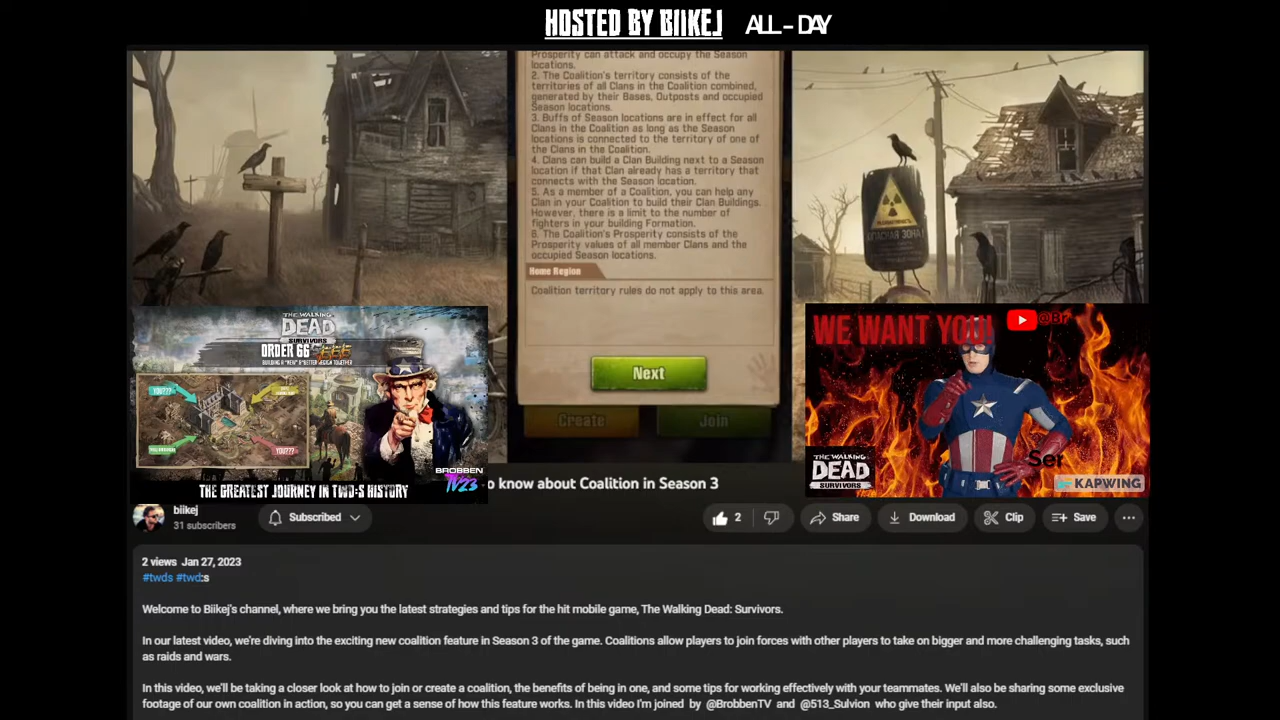 HOSTED BY BIIKEJ ALL - DAY
Prosperity can attack and occupy the Season
locations.
2. The Coalition's territory consists of the
territories of all Clans in the Coalition combined,
generated by their Bases, Outposts and occupied
Season locations.
3. Buffs of Season locations are in effect for all
Clans in the Coalition as long as the Season
locations is connected to the territory of one of
the Clans in the Coalition.
4. Clans can build a Clan Building next to a Season
location if that Clan already has a territory that
connects with the Season location.
5. As a member of a Coalition, you can help any
Clan in your Coalition to build their Clan Buildings.
However, there is a limit to the number of
fighters in your building Formation.
6. The Coalition's Prosperity consists of the
Prosperity values of all member Clans and the
occupied Season locations.
Home Region
Coalition territory rules do not apply to this area.
Next
Create Join
THE WALKING
DEAD
SURVIVORS
ORDER 66
YOU???
YOU???
BROBBEN
TV23
THE GREATEST JOURNEY IN TWD-S HISTORY
WE WANT YOU! @Br
Ser
THE WALKING
DEAD
SURVIVORS
KAPWING
o know about Coalition in Season 3
biikej
31 subscribers
Subscribed
2 Share Download Clip Save
2 views Jan 27, 2023
#twds #twd:s
Welcome to Biikej's channel, where we bring you the latest strategies and tips for the hit mobile game, The Walking Dead: Survivors.
In our latest video, we're diving into the exciting new coalition feature in Season 3 of the game. Coalitions allow players to join forces with other players to take on bigger and more challenging tasks, such
as raids and wars.
In this video, we'll be taking a closer look at how to join or create a coalition, the benefits of being in one, and some tips for working effectively with your teammates. We'll also be sharing some exclusive
footage of our own coalition in action, so you can get a sense of how this feature works. In this video I'm joined by @BrobbenTV and @513_Sulvion who give their input also.